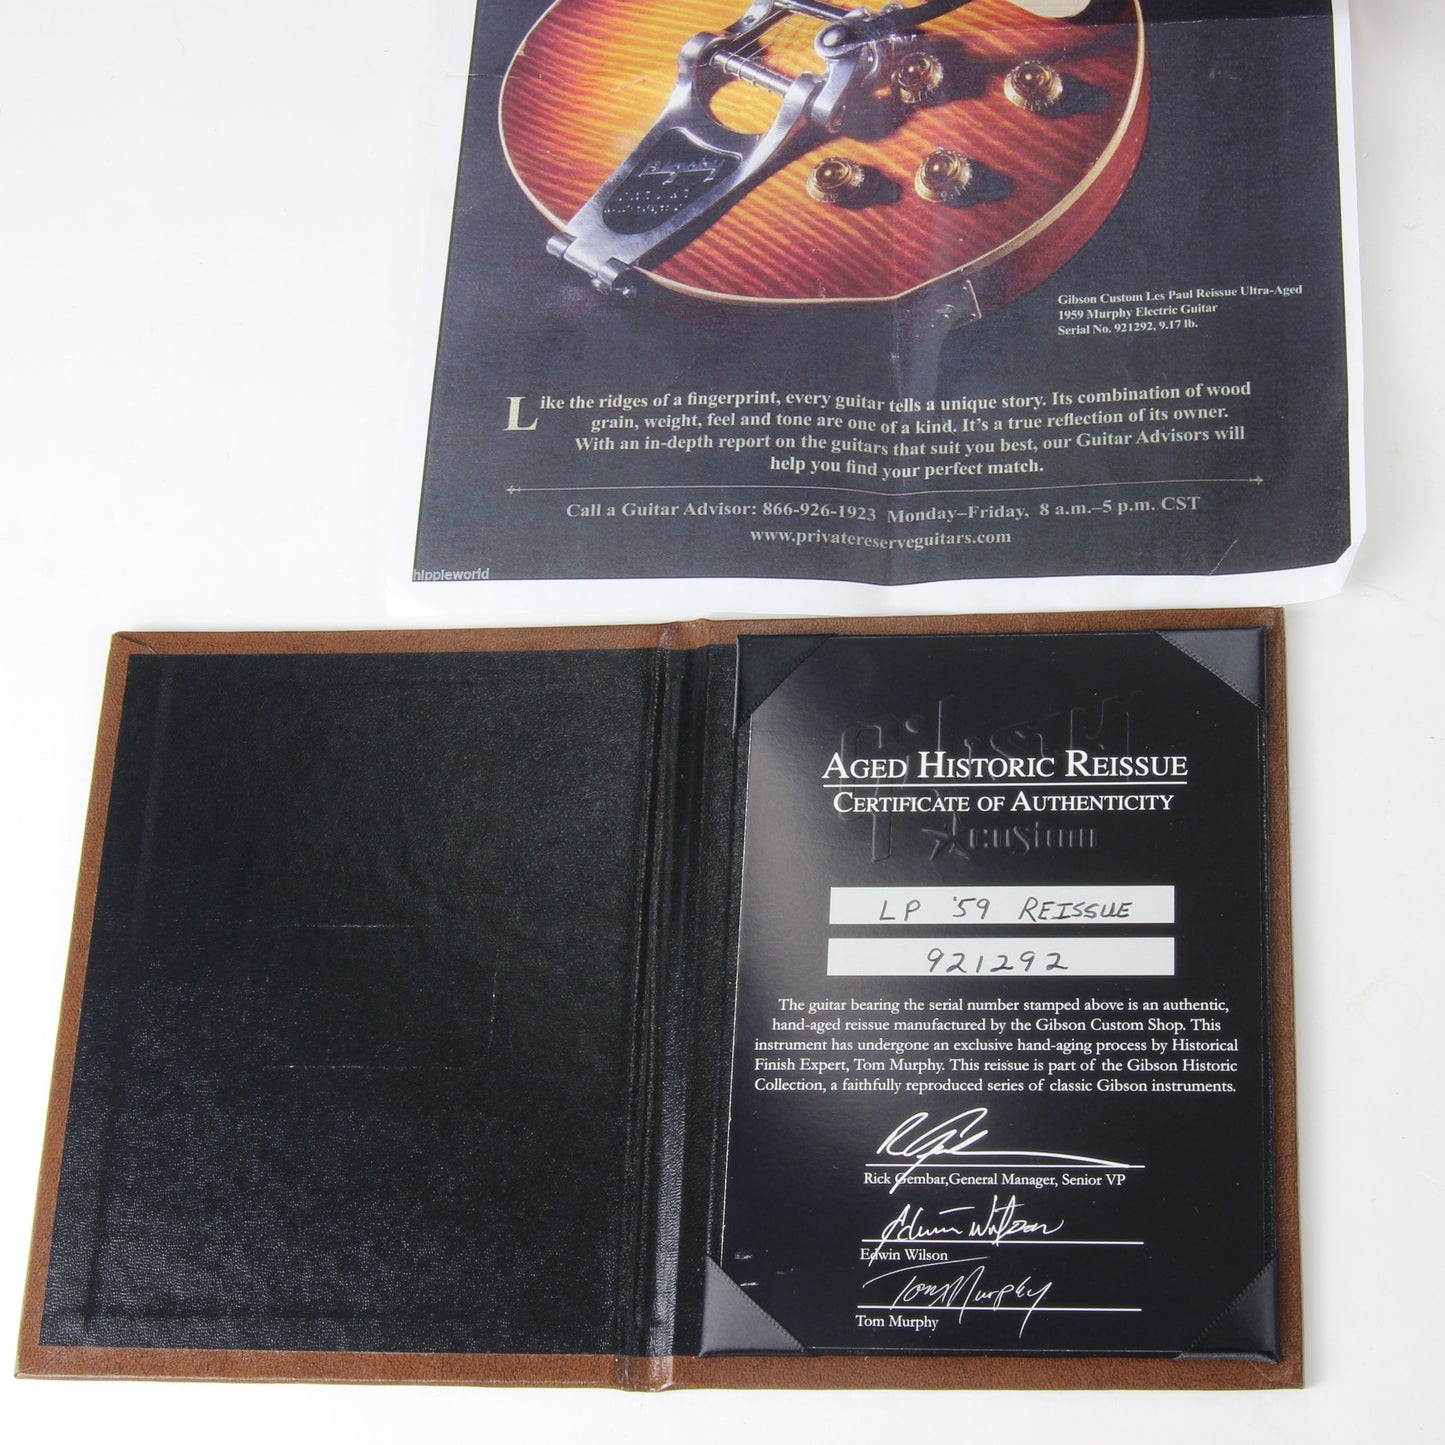 Bigsby
Gibson Custom Les Paul Reissue Ultra-Aged
1959 Murphy Electric Guitar
Serial No. 921292, 9.17 lb.
Like the ridges of a fingerprint, every guitar tells a unique story. Its combination of wood
grain, weight, feel and tone are one of a kind. It's a true reflection of its owner.
With an in-depth report on the guitars that suit you best, our Guitar Advisors will
help you find your perfect match.
Call a Guitar Advisor: 866-926-1923 Monday–Friday, 8 a.m.–5 p.m. CST
www.privatereserveguitars.com
hippieworld
Gibson
AGED HISTORIC REISSUE
CERTIFICATE OF AUTHENTICITY
custom
LP '59 REISSUE
921292
The guitar bearing the serial number stamped above is an authentic,
hand-aged reissue manufactured by the Gibson Custom Shop. This
instrument has undergone an exclusive hand-aging process by Historical
Finish Expert, Tom Murphy. This reissue is part of the Gibson Historic
Collection, a faithfully reproduced series of classic Gibson instruments.
Rick Gembar,General Manager, Senior VP
Edwin Wilson
Edwin Wilson
Tom Murphy
Tom Murphy